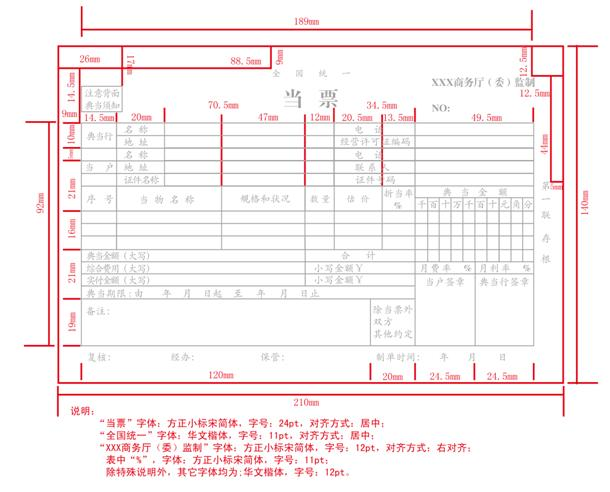 189mm
26mm
17mm
88.5mm
9mm
12.5mm
全 国 统 一
XXX商务厅（委）监制
14.5mm
注意背面
典当须知
当 票
12.5mm
9mm
70.5mm
34.5mm
NO:
14.5mm 20mm 47mm 12mm 20.5mm 13.5mm 49.5mm
10mm
典当行
名 称
电 话
地 址
经营许可证编码
44mm
名 称
电 话
当 户
地 址
联 系 人
证件名称
证件号码
5mm
92mm
140mm
21mm
序 号
当 物 名 称
规格和状况
数 量
估 价
折当率
%
典 当 金 额
千 百 十 万 千 百 十 元 角 分
第一联 存根
16mm
典当金额（大写）
合 计
21mm
综合费用（大写）
小写金额￥
月 费 率 %
月 利 率 %
实付金额（大写）
小写金额￥
当户签章
典当行签章
典当期限：由 年 月 日起 至 年 月 日止
19mm
备注：
除当票外
双方
其他约定
复核： 经办： 保管： 制单时间： 年 月 日
120mm
20mm
24.5mm
24.5mm
210mm
说明：
“当票”字体：方正小标宋简体，字号：24pt，对齐方式：居中；
“全国统一”字体：华文楷体，字号：11pt，对齐方式：居中；
“XXX商务厅（委）监制”字体：方正小标宋简体，字号：12pt，对齐方式：右对齐；
表中“%”，字体：方正小标宋简体，字号：11pt；
除特殊说明外，其它字体均为：华文楷体，字号：12pt。